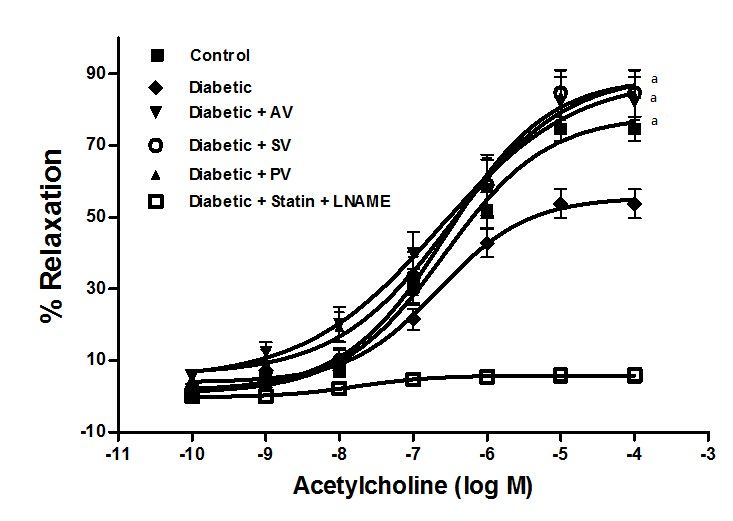 Control
Diabetic
Diabetic + AV
Diabetic + SV
Diabetic + PV
Diabetic + Statin + LNAME
a
a
a
90
70
50
30
10
-10
% Relaxation
-11 -10 -9 -8 -7 -6 -5 -4 -3
Acetylcholine (log M)